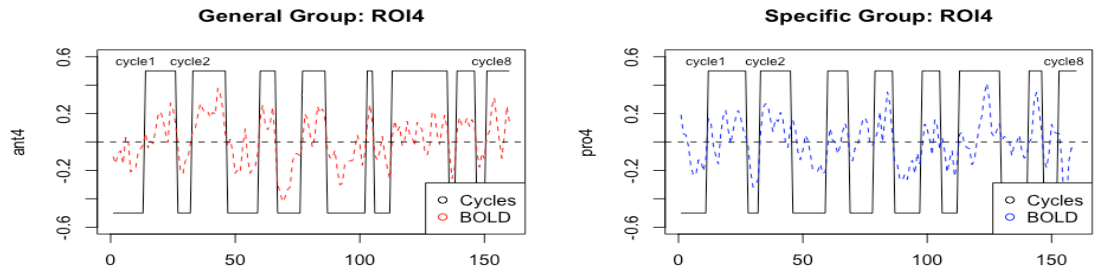 General Group: ROI4
ant4
0.6
0.2
-0.2
-0.6
cycle1
cycle2
cycle8
Cycles
BOLD
0
50
100
150
Specific Group: ROI4
pro4
0.6
0.2
-0.2
-0.6
cycle1
cycle2
cycle8
Cycles
BOLD
0
50
100
150